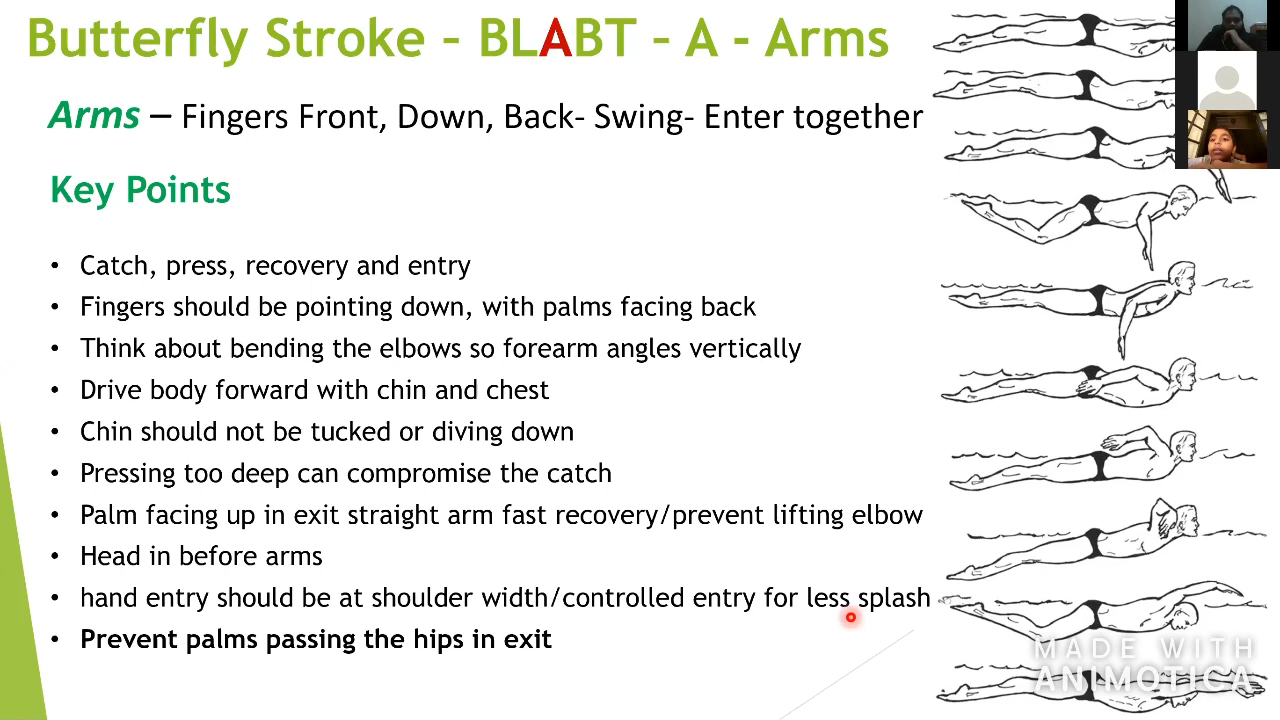 Butterfly Stroke – BLABT – A - Arms
Arms – Fingers Front, Down, Back- Swing- Enter together
Key Points
• Catch, press, recovery and entry
• Fingers should be pointing down, with palms facing back
• Think about bending the elbows so forearm angles vertically
• Drive body forward with chin and chest
• Chin should not be tucked or diving down
• Pressing too deep can compromise the catch
• Palm facing up in exit straight arm fast recovery/prevent lifting elbow
• Head in before arms
• hand entry should be at shoulder width/controlled entry for less splash
• Prevent palms passing the hips in exit
MADE WITH
ANIMOTICA